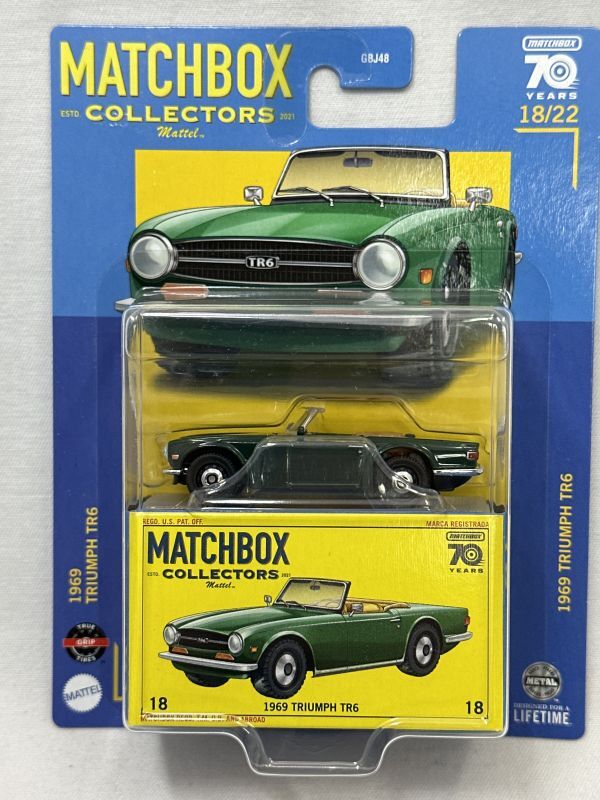 MATCHBOX
ESTD. COLLECTORS 2021
Mattel™
GBJ48
MATCHBOX
70
YEARS
18/22
TR6
1969
TRIUMPH TR6
1969 TRIUMPH TR6
REGD. U.S. PAT. OFF.
MARCA REGISTRADA
MATCHBOX
ESTD. COLLECTORS 2021
Mattel™
MATCHBOX
70
YEARS
18
1969 TRIUMPH TR6
18
AND ABROAD
TRUE
GRIP
TIRES
MATTEL
METAL
DESIGNED FOR A
LIFETIME